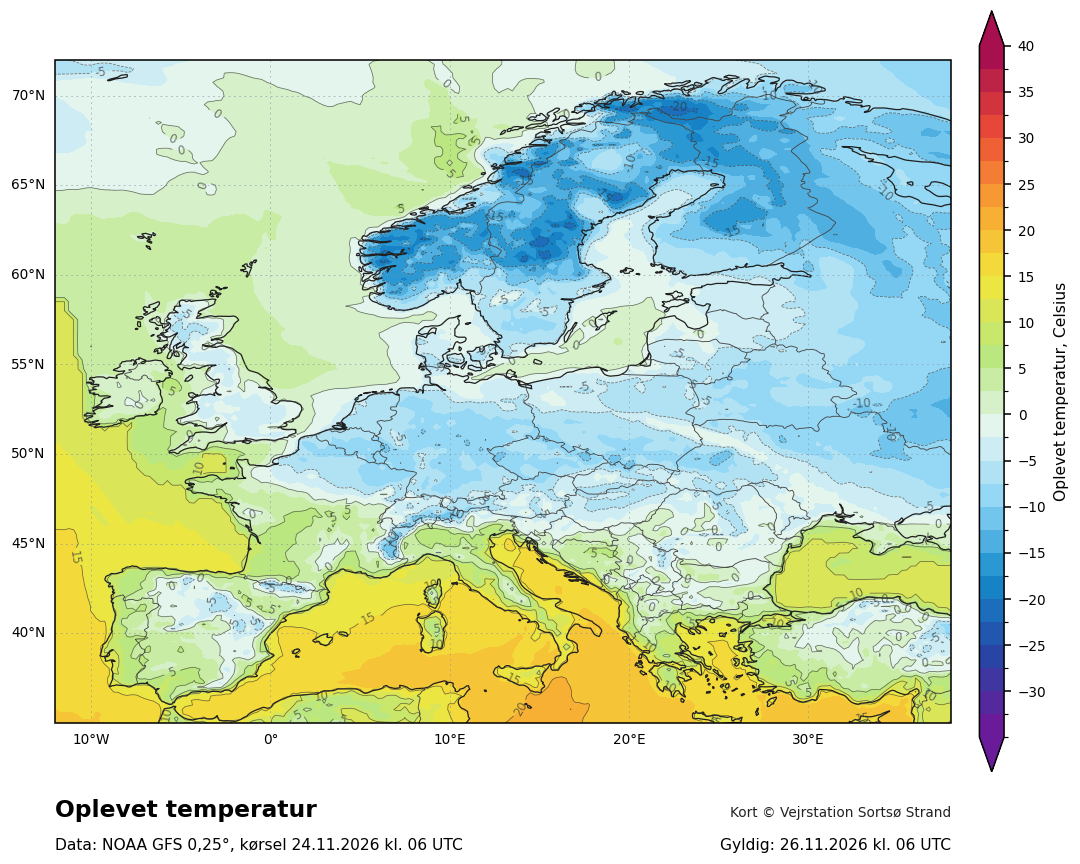 40
35
30
25
20
15
10
5
0
−5
−10
−15
−20
−25
−30
Oplevet temperatur, Celsius
70°N
65°N
60°N
55°N
50°N
45°N
40°N
10°W
0°
10°E
20°E
30°E
Oplevet temperatur
Kort © Vejrstation Sortsø Strand
Data: NOAA GFS 0,25°, kørsel 24.11.2026 kl. 06 UTC
Gyldig: 26.11.2026 kl. 06 UTC